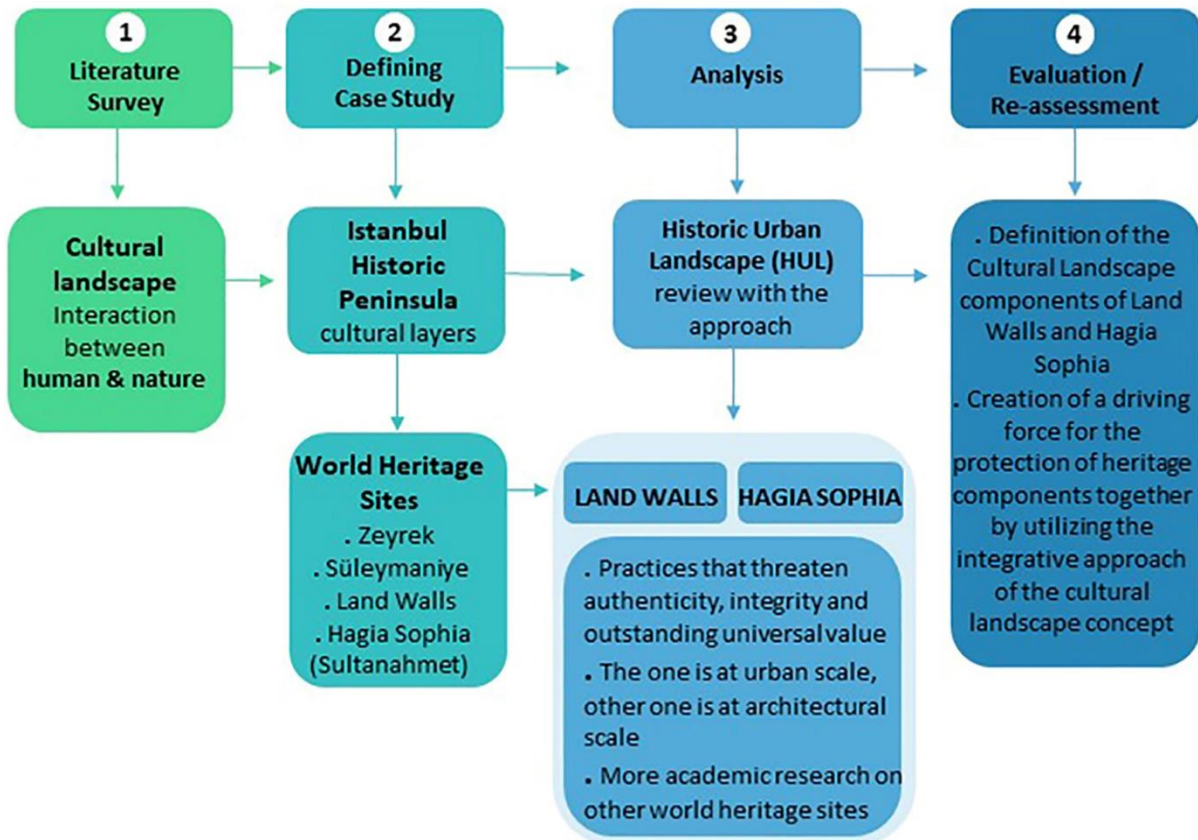 1
Literature
Survey
2
Defining
Case Study
3
Analysis
4
Evaluation /
Re-assessment
Cultural
landscape
Interaction
between
human & nature
Istanbul
Historic
Peninsula
cultural layers
Historic Urban
Landscape (HUL)
review with the
approach
. Definition of the
Cultural Landscape
components of Land
Walls and Hagia
Sophia
. Creation of a driving
force for the
protection of heritage
components together
by utilizing the
integrative approach
of the cultural
landscape concept
World Heritage
Sites
. Zeyrek
. Süleymaniye
. Land Walls
. Hagia Sophia
(Sultanahmet)
LAND WALLS
HAGIA SOPHIA
. Practices that threaten
authenticity, integrity and
outstanding universal value
. The one is at urban scale,
other one is at architectural
scale
. More academic research on
other world heritage sites